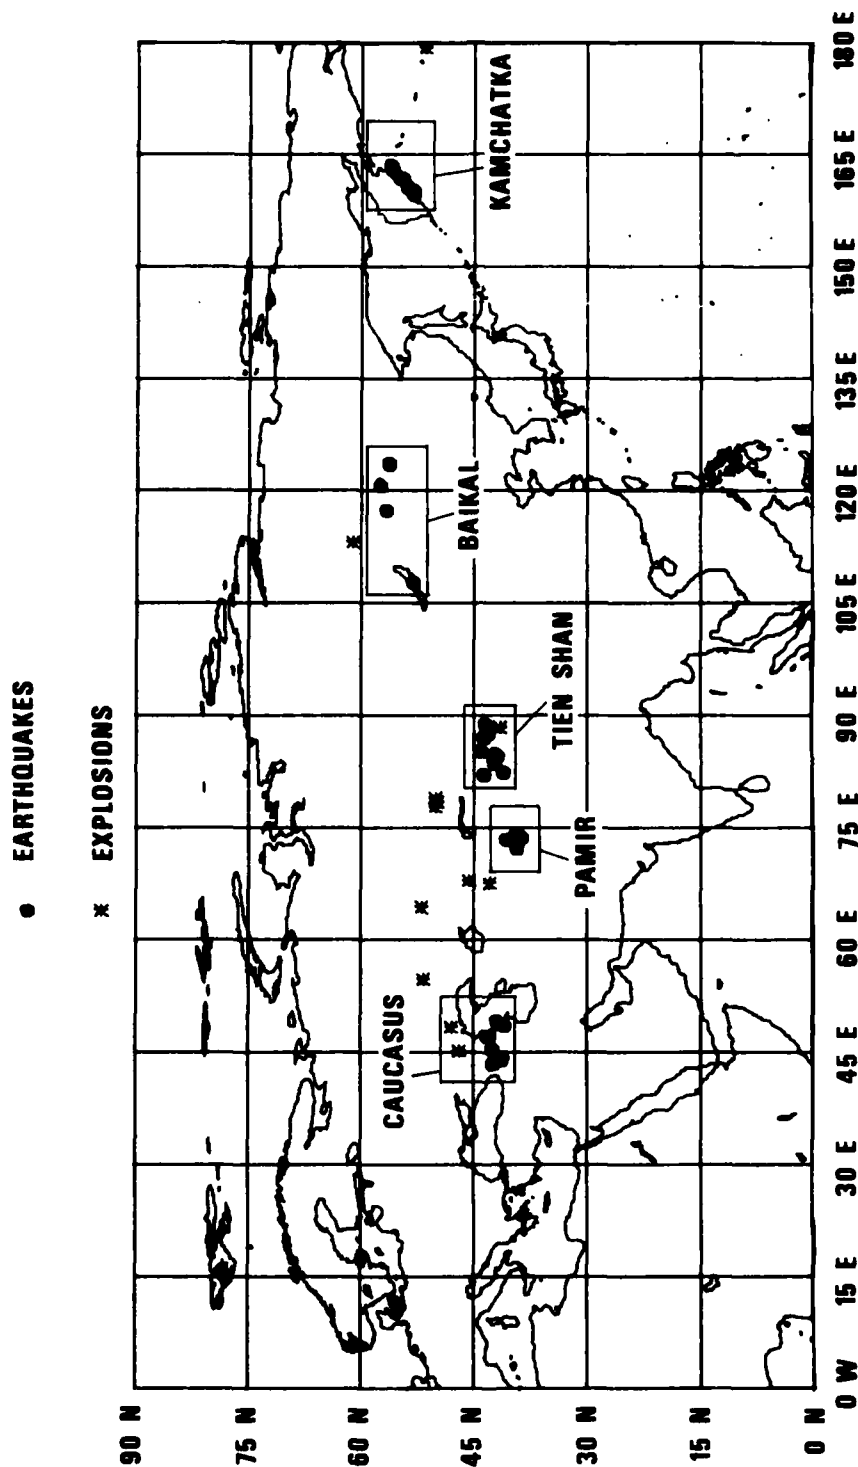 ● EARTHQUAKES
✳ EXPLOSIONS
90 N
75 N
60 N
45 N
30 N
15 N
0 N
CAUCASUS
PAMIR
TIEN SHAN
BAIKAL
KAMCHATKA
0 W
15 E
30 E
45 E
60 E
75 E
90 E
105 E
120 E
135 E
150 E
165 E
180 E